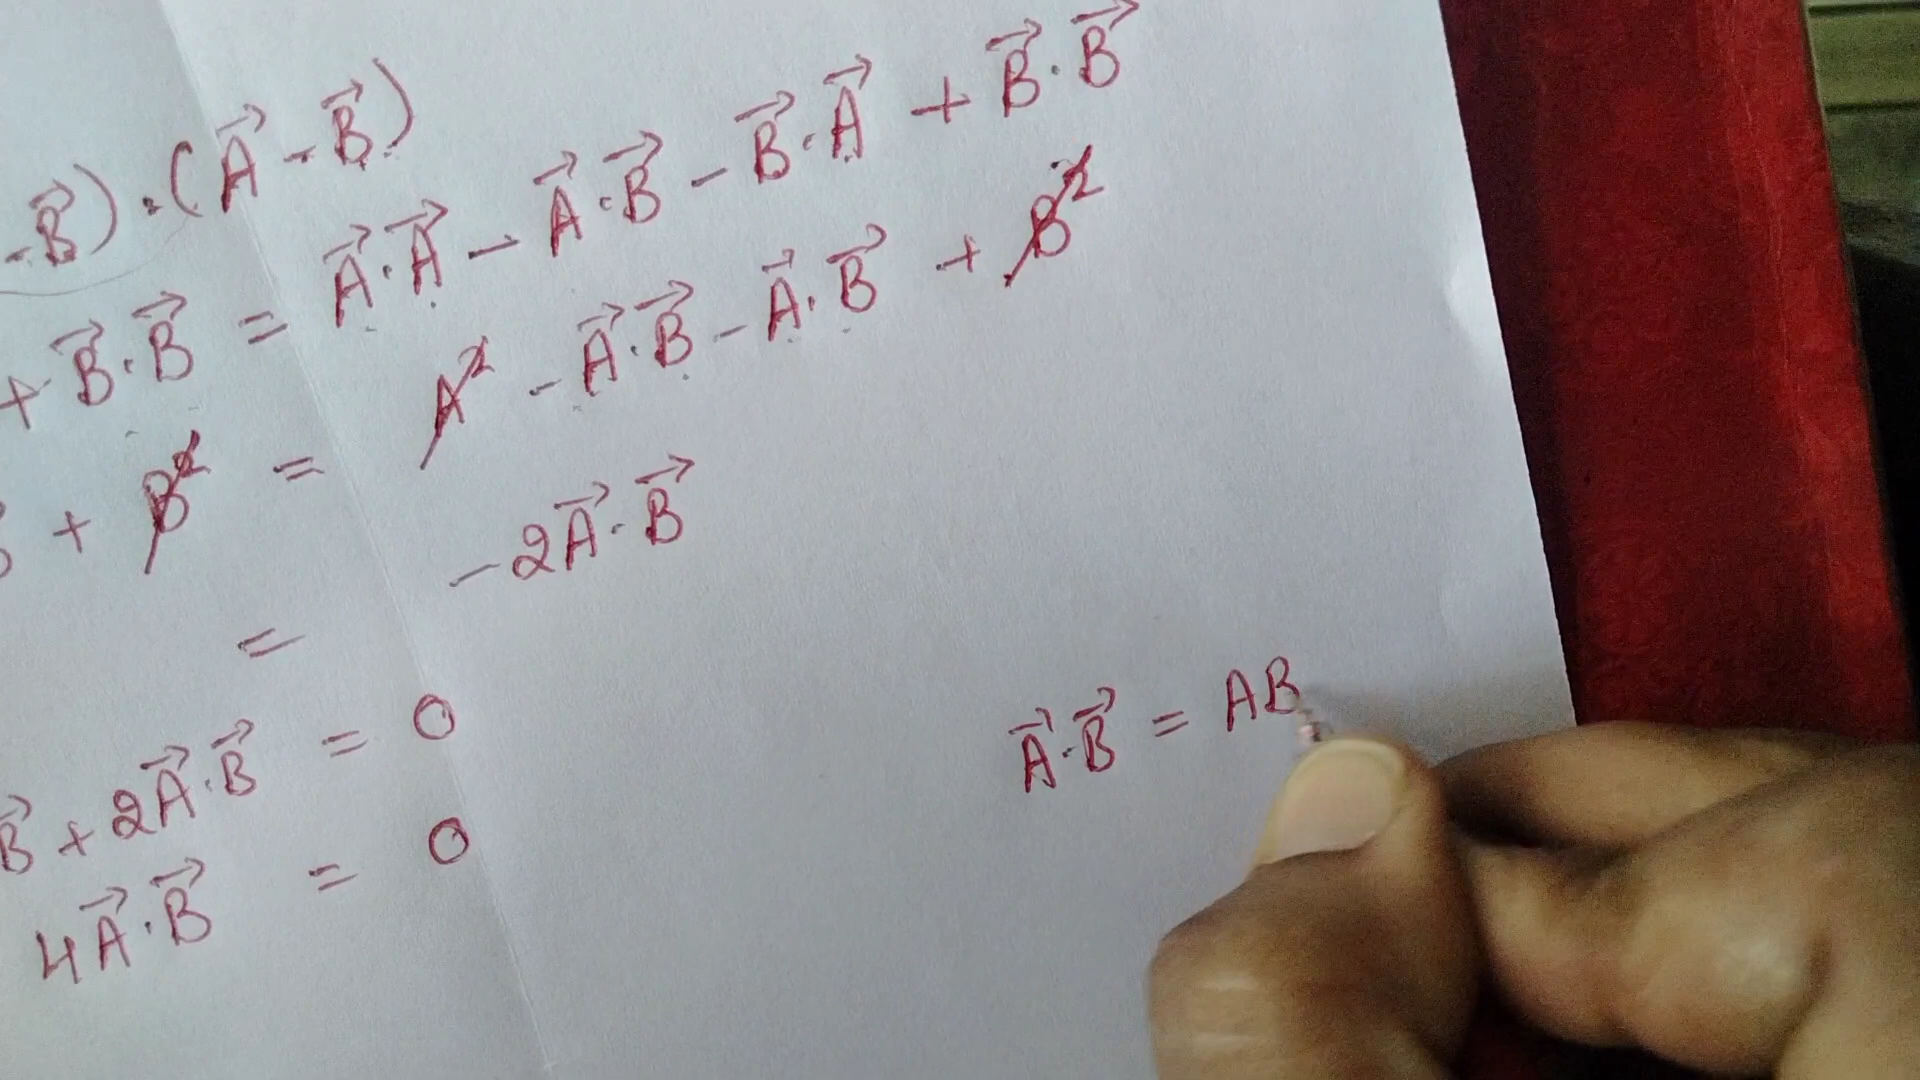 -B⃗)·(A⃗-B⃗)
+ B⃗·B⃗ = A⃗·A⃗ - A⃗·B⃗ - B⃗·A⃗ + B⃗·B⃗
+ B² = A² - A⃗·B⃗ - A⃗·B⃗ + B²
= -2A⃗·B⃗
B⃗ + 2A⃗·B⃗ = 0
4A⃗·B⃗ = 0
A⃗·B⃗ = AB